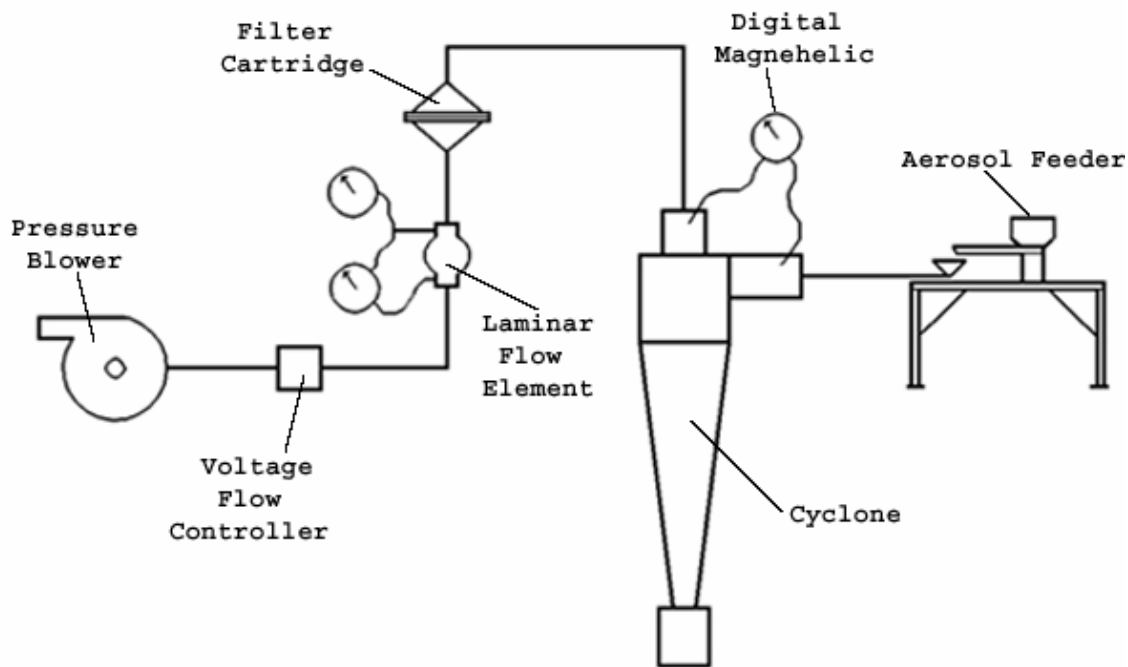 Filter
Cartridge
Digital
Magnehelic
Aerosol Feeder
Pressure
Blower
Laminar
Flow
Element
Voltage
Flow
Controller
Cyclone